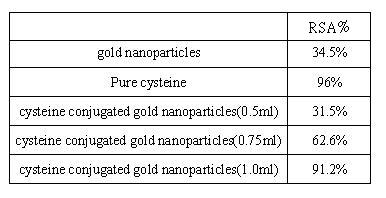 RSA%
gold nanoparticles 34.5%
Pure cysteine 96%
cysteine conjugated gold nanoparticles(0.5ml) 31.5%
cysteine conjugated gold nanoparticles(0.75ml) 62.6%
cysteine conjugated gold nanoparticles(1.0ml) 91.2%